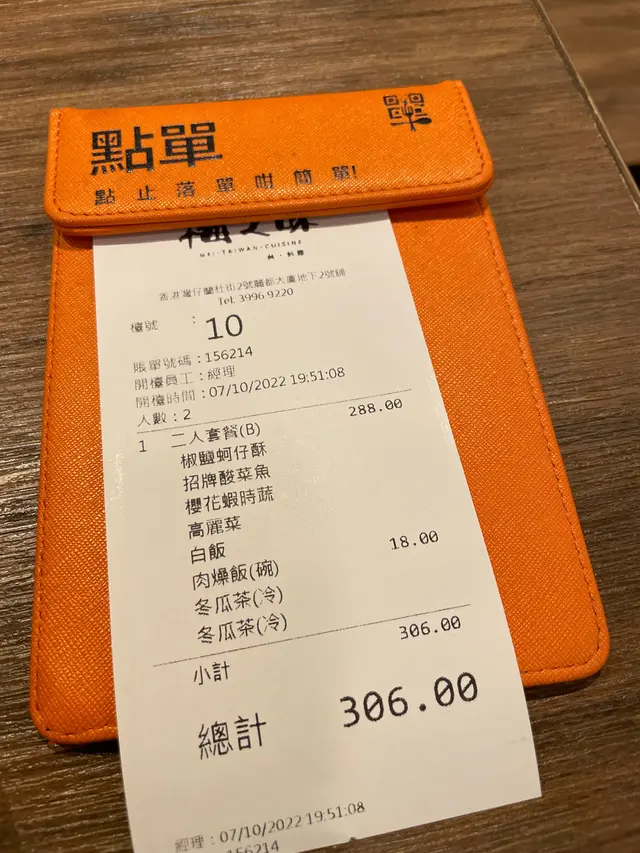 點單
點止落單咁簡單!
MEI·TAIWAN·CUISINE
香港灣仔蘭杜街2號麗都大廈地下2號舖
Tel: 3996 9220
檯號 : 10
賬單號碼 : 156214
開檯員工 : 經理
開檯時間 : 07/10/2022 19:51:08
人數 : 2
1 二人套餐(B) 288.00
椒鹽蚵仔酥
招牌酸菜魚
櫻花蝦時蔬
高麗菜
白飯
肉燥飯(碗) 18.00
冬瓜茶(冷)
冬瓜茶(冷)
小計 306.00
總計 306.00
經理 : 07/10/2022 19:51:08
156214